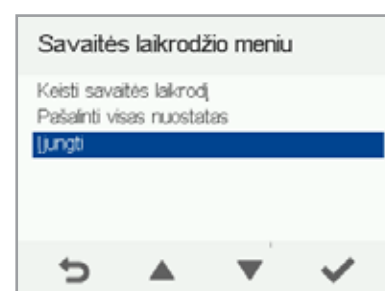 Savaitės laikrodžio meniu
Keisti savaitės laikrodį
Pašalinti visas nuostatas
Įjungti